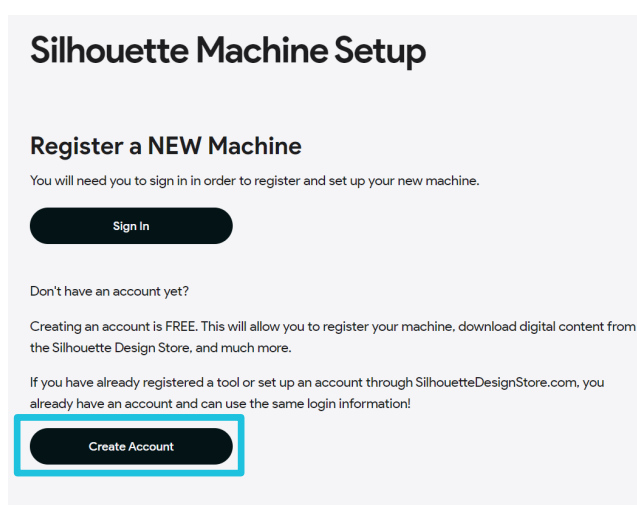 Silhouette Machine Setup
Register a NEW Machine
You will need you to sign in in order to register and set up your new machine.
Sign In
Don't have an account yet?
Creating an account is FREE. This will allow you to register your machine, download digital content from
the Silhouette Design Store, and much more.
If you have already registered a tool or set up an account through SilhouetteDesignStore.com, you
already have an account and can use the same login information!
Create Account